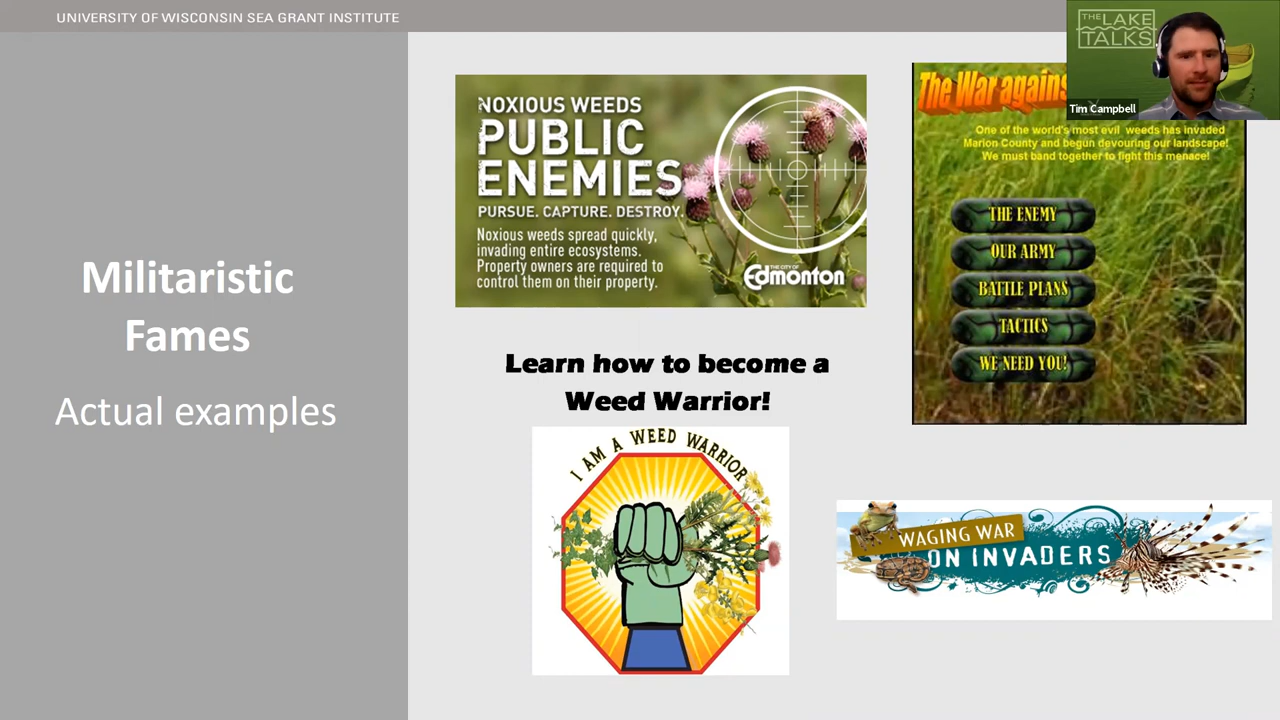 UNIVERSITY OF WISCONSIN SEA GRANT INSTITUTE
Militaristic
Fames
Actual examples
NOXIOUS WEEDS
PUBLIC
ENEMIES
PURSUE. CAPTURE. DESTROY.
Noxious weeds spread quickly,
invading entire ecosystems.
Property owners are required to
control them on their property.
THE CITY OF
Edmonton
Learn how to become a
Weed Warrior!
I AM A WEED WARRIOR
The War agains
One of the world's most evil weeds has invaded
Marion County and begun devouring our landscape!
We must band together to fight this menace!
THE ENEMY
OUR ARMY
BATTLE PLANS
TACTICS
WE NEED YOU!
WAGING WAR
ON INVADERS
THE LAKE
TALKS
Tim Campbell